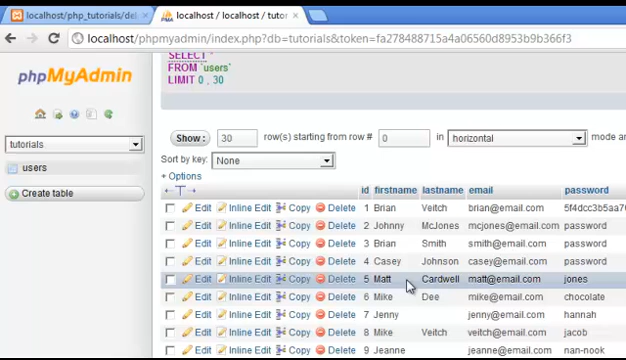 localhost/php_tutorials/del
localhost / localhost / tutor
localhost/phpmyadmin/index.php?db=tutorials&token=fa278488715a4a06560d8953b9b366f3
phpMyAdmin
SELECT *
FROM `users`
LIMIT 0 , 30
tutorials
users
Create table
Show : 30 row(s) starting from row # 0 in horizontal mode an
Sort by key: None
+ Options
←T→ id firstname lastname email password
Edit Inline Edit Copy Delete 1 Brian Veitch brian@email.com 5f4dcc3b5aa76
Edit Inline Edit Copy Delete 2 Johnny McJones mcjones@email.com password
Edit Inline Edit Copy Delete 3 Brian Smith smith@email.com password
Edit Inline Edit Copy Delete 4 Casey Johnson casey@email.com password
Edit Inline Edit Copy Delete 5 Matt Cardwell matt@email.com jones
Edit Inline Edit Copy Delete 6 Mike Dee mike@email.com chocolate
Edit Inline Edit Copy Delete 7 Jenny jenny@email.com hannah
Edit Inline Edit Copy Delete 8 Mike Veitch veitch@email.com jacob
Edit Inline Edit Copy Delete 9 Jeanne jeanne@email.com nan-nook